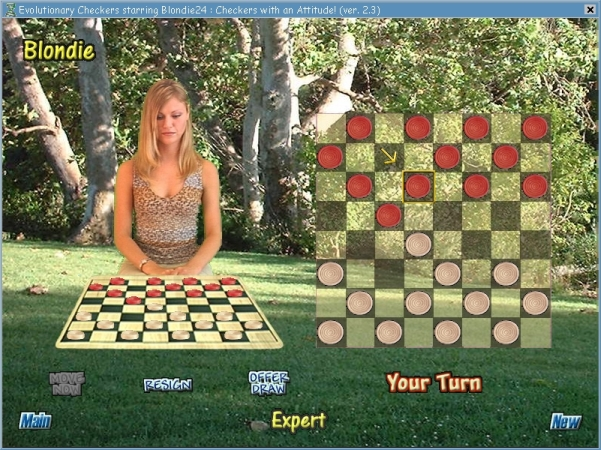 Evolutionary Checkers starring Blondie24 : Checkers with an Attitude! (ver. 2.3)
Blondie
MOVE NOW
RESIGN
OFFER DRAW
Your Turn
Main
Expert
New